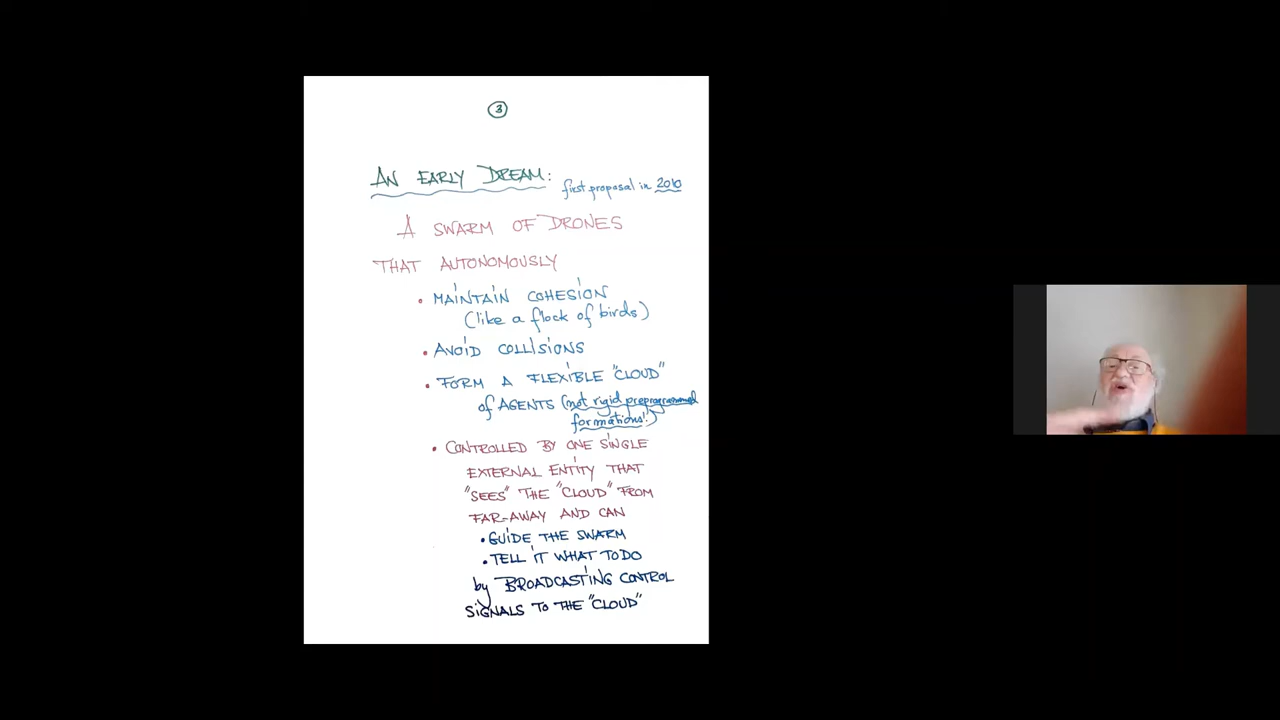 3
AN EARLY DREAM:
first proposal in 2010
A SWARM OF DRONES
THAT AUTONOMOUSLY
• MAINTAIN COHESION
(like a flock of birds)
• AVOID COLLISIONS
• FORM A FLEXIBLE "CLOUD"
of AGENTS (not rigid preprogrammed
formations!)
• CONTROLLED BY ONE SINGLE
EXTERNAL ENTITY THAT
"SEES" THE "CLOUD" FROM
FAR-AWAY AND CAN
• GUIDE THE SWARM
• TELL IT WHAT TO DO
by BROADCASTING CONTROL
SIGNALS TO THE "CLOUD"